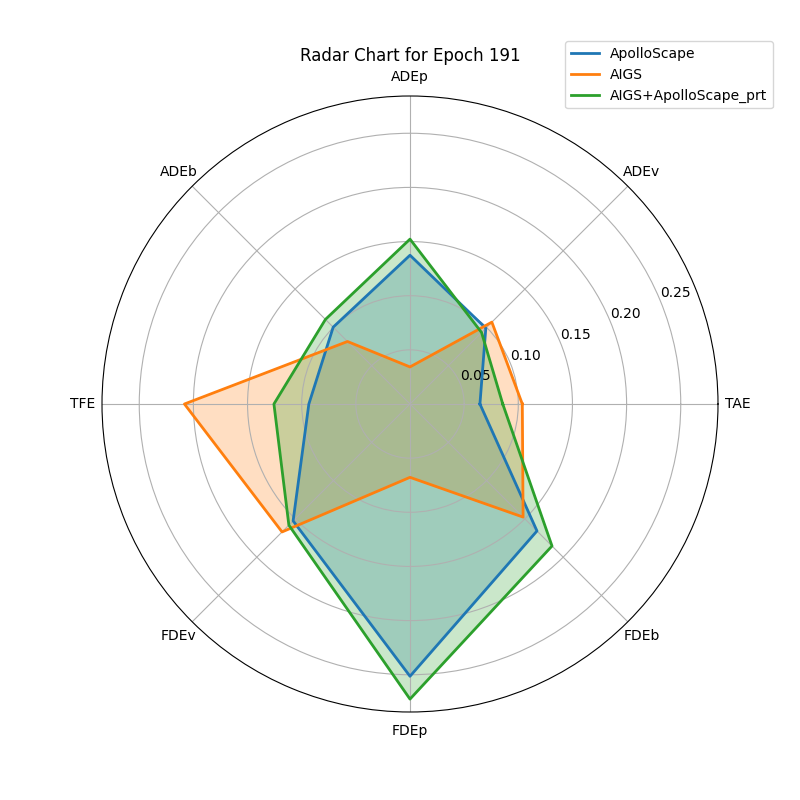 Radar Chart for Epoch 191
ApolloScape
AIGS
AIGS+ApolloScape_prt
ADEp
ADEb
ADEv
0.25
0.20
0.15
0.10
0.05
TFE
TAE
FDEv
FDEb
FDEp